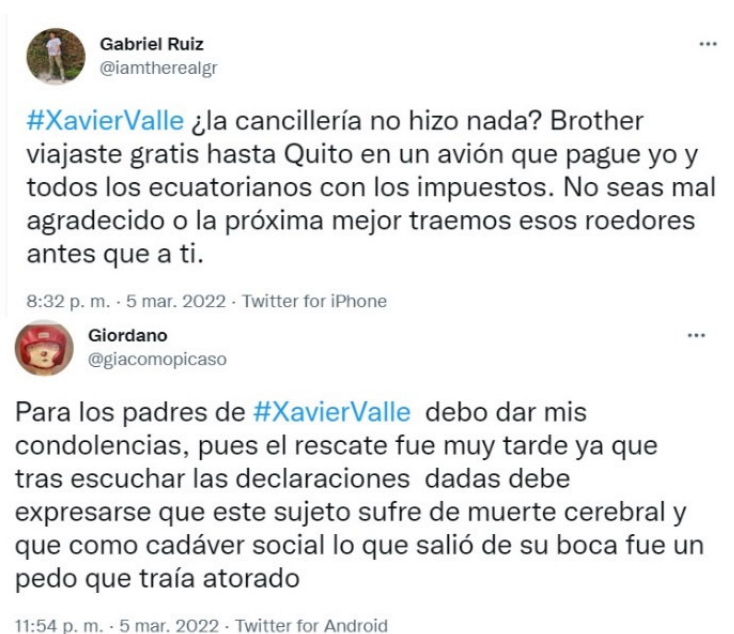 Gabriel Ruiz
@iamtherealgr
#XavierValle ¿la cancillería no hizo nada? Brother
viajaste gratis hasta Quito en un avión que pague yo y
todos los ecuatorianos con los impuestos. No seas mal
agradecido o la próxima mejor traemos esos roedores
antes que a ti.
8:32 p. m. · 5 mar. 2022 · Twitter for iPhone
Giordano
@giacomopicaso
Para los padres de #XavierValle debo dar mis
condolencias, pues el rescate fue muy tarde ya que
tras escuchar las declaraciones dadas debe
expresarse que este sujeto sufre de muerte cerebral y
que como cadáver social lo que salió de su boca fue un
pedo que traía atorado
11:54 p. m. · 5 mar. 2022 · Twitter for Android